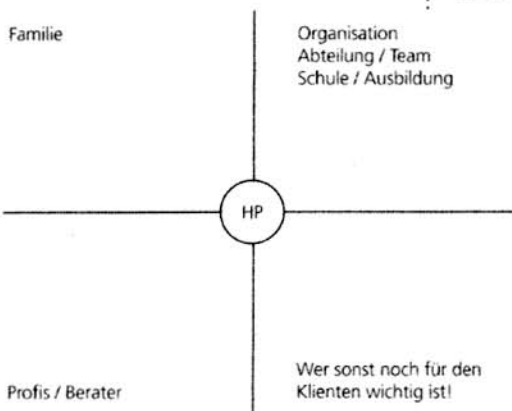 Familie
Organisation
Abteilung / Team
Schule / Ausbildung
HP
Profis / Berater
Wer sonst noch für den
Klienten wichtig ist!